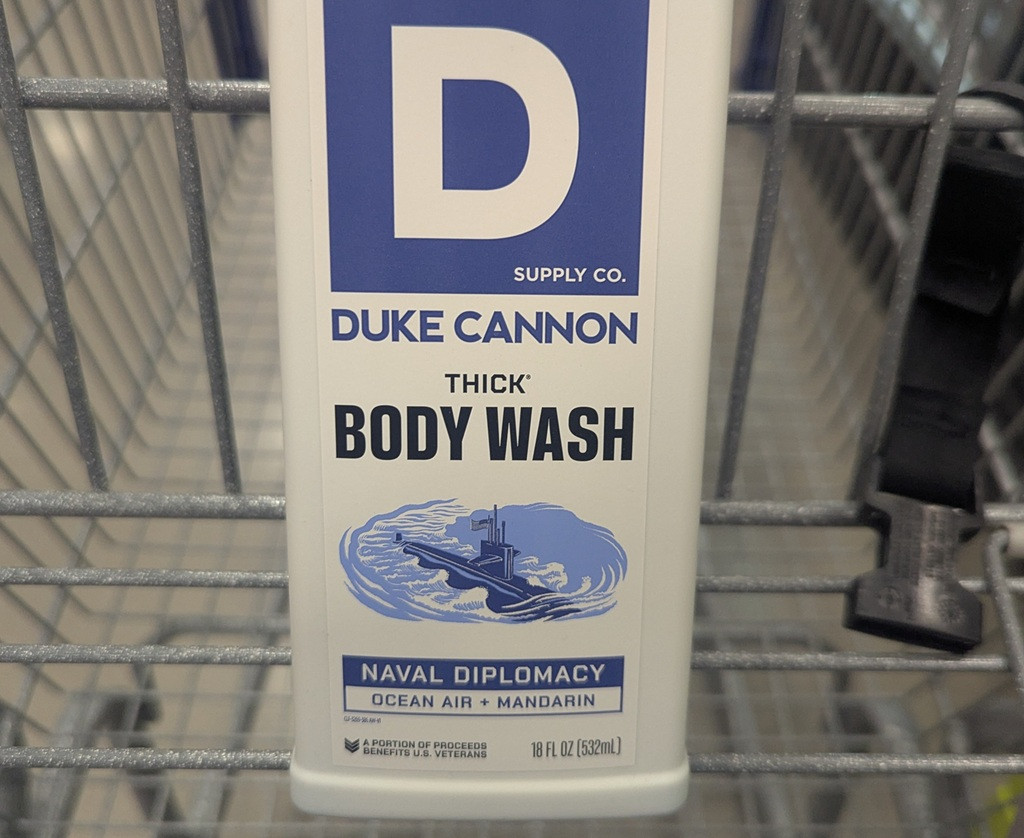 D
SUPPLY CO.
DUKE CANNON
THICK®
BODY WASH
NAVAL DIPLOMACY
OCEAN AIR + MANDARIN
A PORTION OF PROCEEDS
BENEFITS U.S. VETERANS
18 FL OZ (532mL)